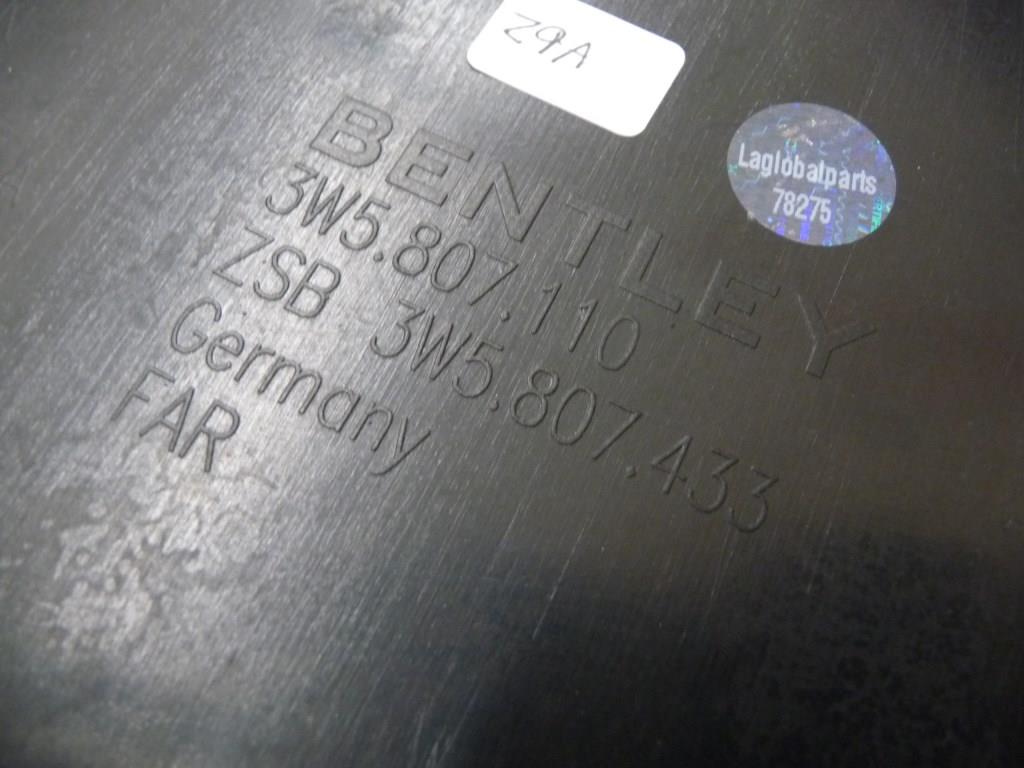 Z9A
Laglobalparts
78275
BENTLEY
3W5.807.110
ZSB 3W5.807.433
Germany
FAR